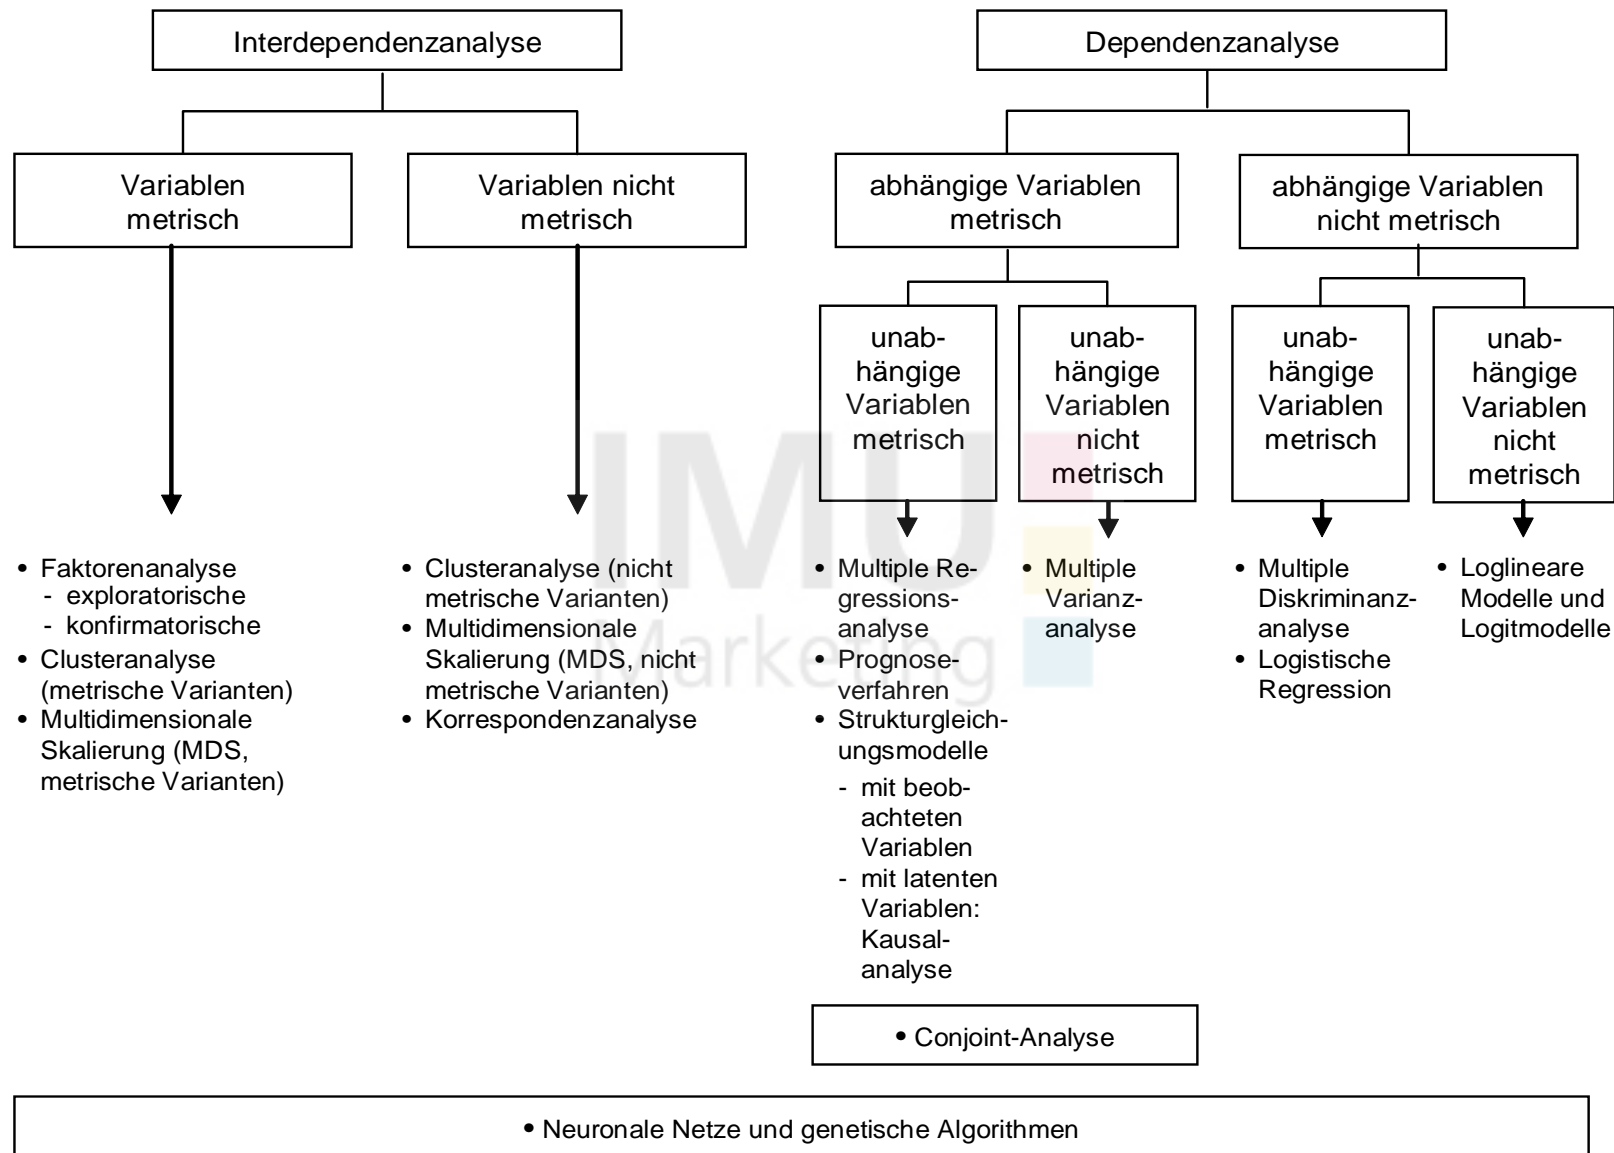 Interdependenzanalyse
Dependenzanalyse
Variablen
metrisch
Variablen nicht
metrisch
abhängige Variablen
metrisch
abhängige Variablen
nicht metrisch
unab-
hängige
Variablen
metrisch
unab-
hängige
Variablen
nicht
metrisch
unab-
hängige
Variablen
metrisch
unab-
hängige
Variablen
nicht
metrisch
• Faktorenanalyse
- exploratorische
- konfirmatorische
• Clusteranalyse
(metrische Varianten)
• Multidimensionale
Skalierung (MDS,
metrische Varianten)
• Clusteranalyse (nicht
metrische Varianten)
• Multidimensionale
Skalierung (MDS, nicht
metrische Varianten)
• Korrespondenzanalyse
• Multiple Re-
gressions-
analyse
• Prognose-
verfahren
• Strukturgleich-
ungsmodelle
- mit beob-
achteten
Variablen
- mit latenten
Variablen:
Kausal-
analyse
• Multiple
Varianz-
analyse
• Multiple
Diskriminanz-
analyse
• Logistische
Regression
• Loglineare
Modelle und
Logitmodelle
• Conjoint-Analyse
• Neuronale Netze und genetische Algorithmen
IMU
Marketing